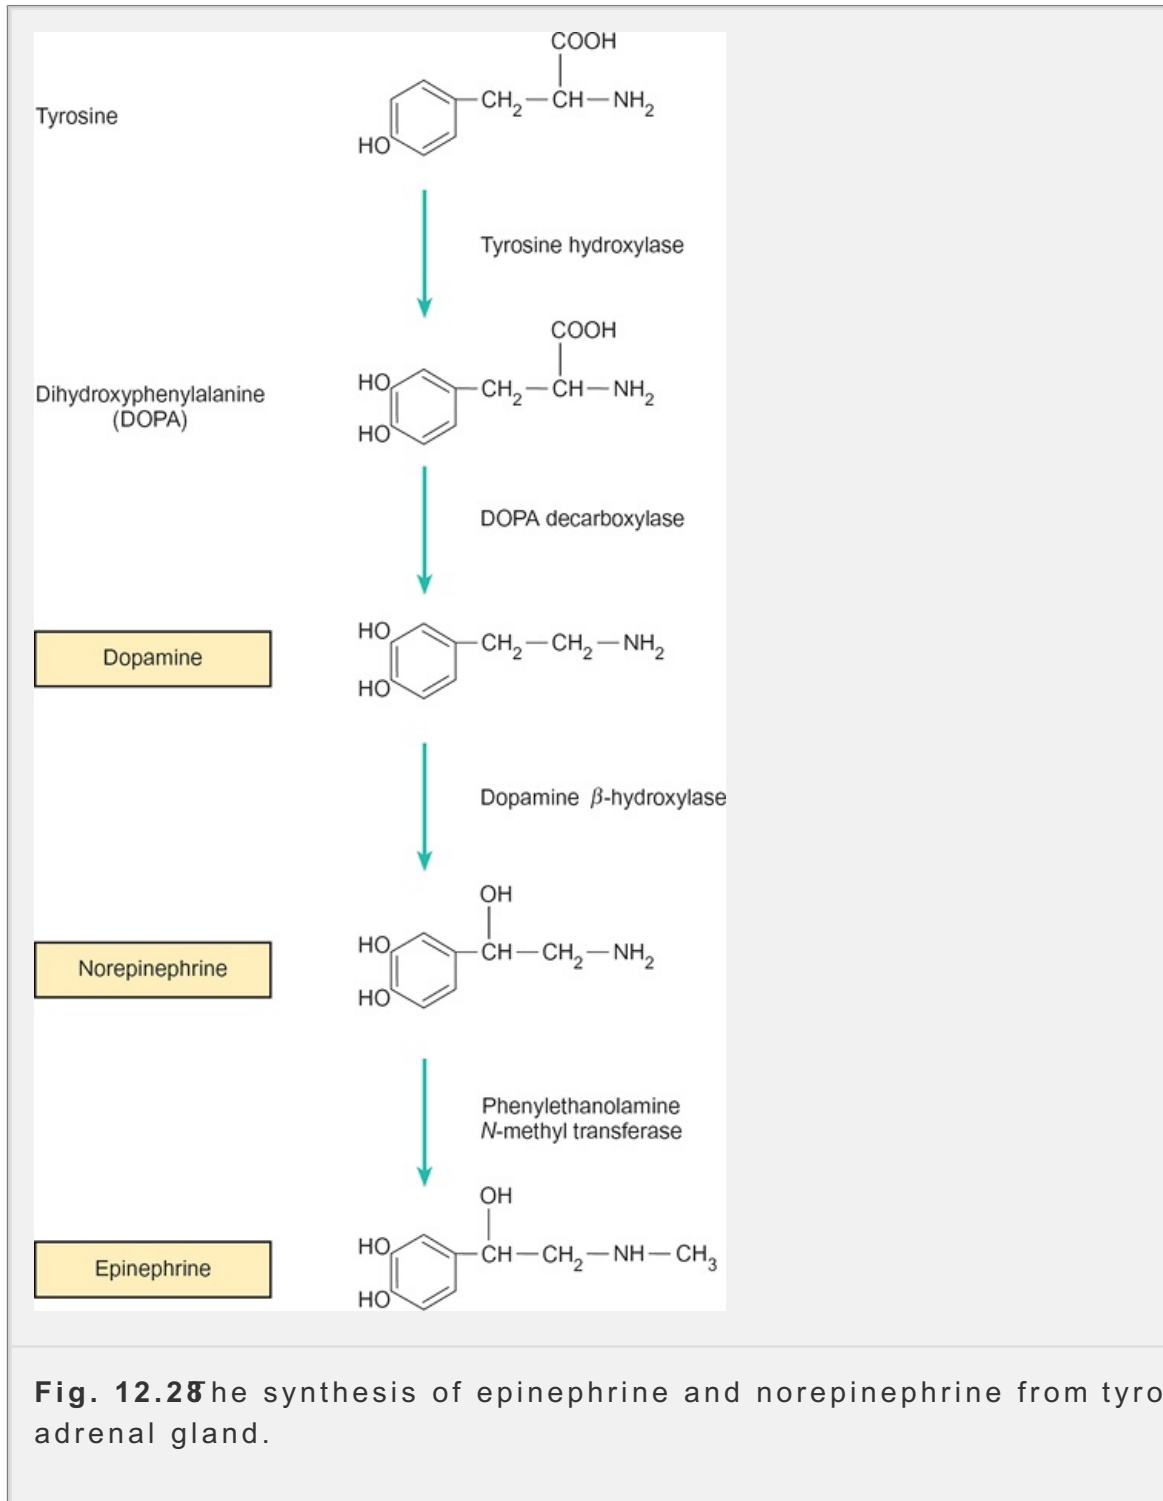 COOH
Tyrosine
CH2—CH—NH2
HO
Tyrosine hydroxylase
COOH
Dihydroxyphenylalanine
(DOPA)
HO
CH2—CH—NH2
HO
DOPA decarboxylase
Dopamine
HO
CH2—CH2—NH2
HO
Dopamine β-hydroxylase
OH
Norepinephrine
HO
CH—CH2—NH2
HO
Phenylethanolamine
N-methyl transferase
OH
Epinephrine
HO
CH—CH2—NH—CH3
HO
Fig. 12.28 The synthesis of epinephrine and norepinephrine from tyro
adrenal gland.